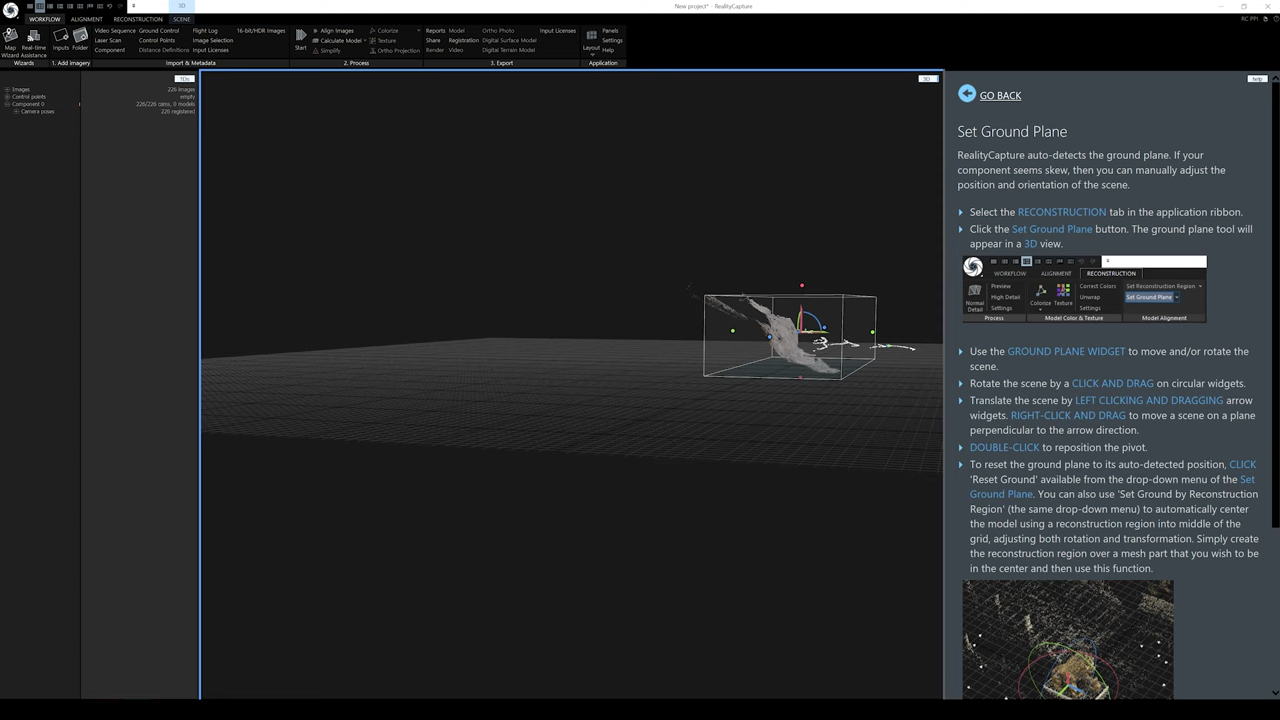 3D
New project* - RealityCapture
WORKFLOW ALIGNMENT RECONSTRUCTION SCENE
RC PPI
Map Wizard
Real-time Assistance
Wizards
Inputs
Folder
1. Add Imagery
Video Sequence Ground Control Flight Log 16-bit/HDR Images
Laser Scan Control Points Image Selection
Component Distance Definitions Input Licenses
Import & Metadata
Start
Align Images Colorize
Calculate Model Texture
Simplify Ortho Projection
2. Process
Reports Model Ortho Photo Input Licenses
Share Registration Digital Surface Model
Render Video Digital Terrain Model
3. Export
Layout
Panels
Settings
Help
Application
1Ds
Images 226 images
Control points empty
Component 0 226/226 cams, 0 models
Camera poses 226 registered
3D
help
GO BACK
Set Ground Plane
RealityCapture auto-detects the ground plane. If your
component seems skew, then you can manually adjust the
position and orientation of the scene.
Select the RECONSTRUCTION tab in the application ribbon.
Click the Set Ground Plane button. The ground plane tool will
appear in a 3D view.
WORKFLOW ALIGNMENT RECONSTRUCTION
Normal Detail
Preview
High Detail
Settings
Process
Colorize Texture
Correct Colors
Unwrap
Settings
Model Color & Texture
Set Reconstruction Region
Set Ground Plane
Model Alignment
Use the GROUND PLANE WIDGET to move and/or rotate the
scene.
Rotate the scene by a CLICK AND DRAG on circular widgets.
Translate the scene by LEFT CLICKING AND DRAGGING arrow
widgets. RIGHT-CLICK AND DRAG to move a scene on a plane
perpendicular to the arrow direction.
DOUBLE-CLICK to reposition the pivot.
To reset the ground plane to its auto-detected position, CLICK
'Reset Ground' available from the drop-down menu of the Set
Ground Plane. You can also use 'Set Ground by Reconstruction
Region' (the same drop-down menu) to automatically center
the model using a reconstruction region into middle of the
grid, adjusting both rotation and transformation. Simply create
the reconstruction region over a mesh part that you wish to be
in the center and then use this function.